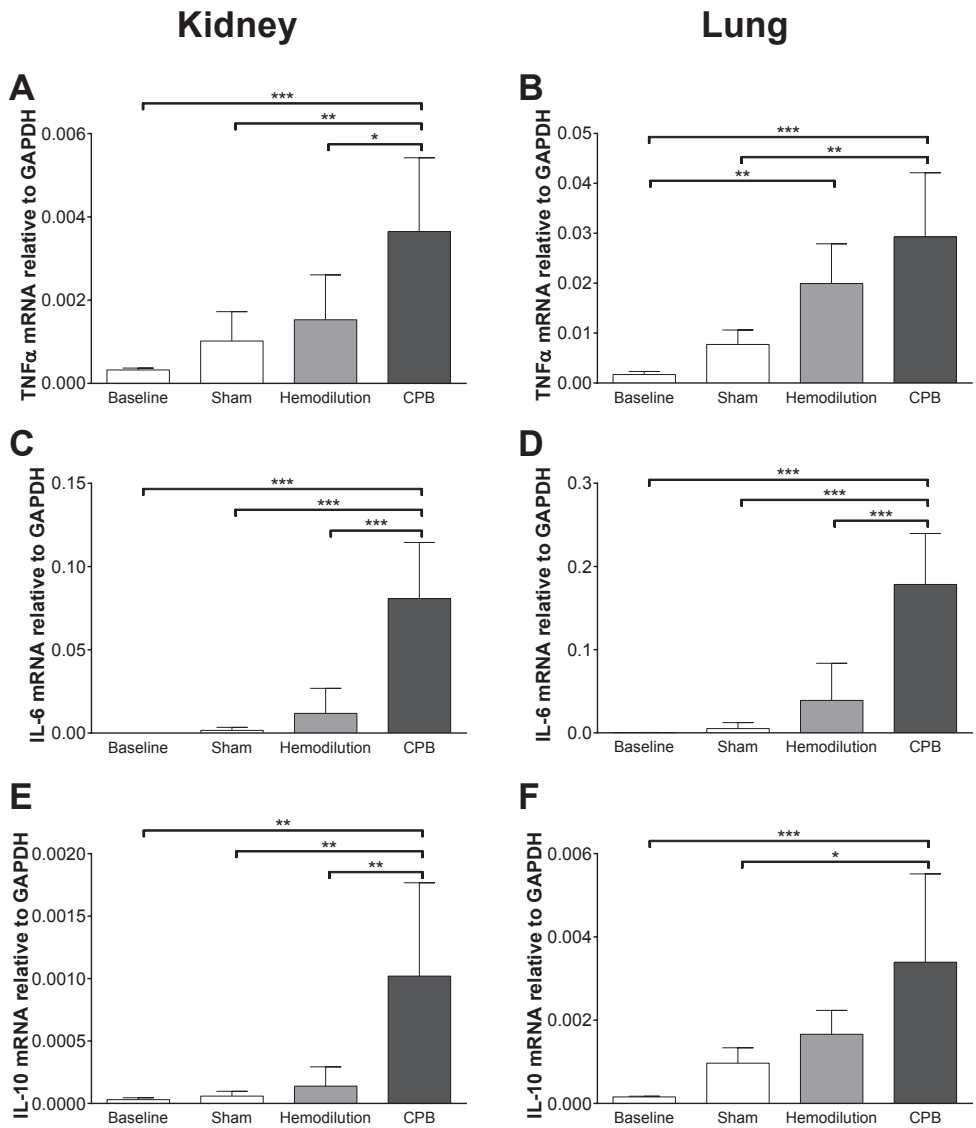 Kidney
Lung
A
TNFα mRNA relative to GAPDH
0.006
0.004
0.002
0.000
***
**
*
Baseline Sham Hemodilution CPB
B
TNFα mRNA relative to GAPDH
0.05
0.04
0.03
0.02
0.01
0.00
***
**
**
Baseline Sham Hemodilution CPB
C
IL-6 mRNA relative to GAPDH
0.15
0.10
0.05
0.00
***
***
***
Baseline Sham Hemodilution CPB
D
IL-6 mRNA relative to GAPDH
0.3
0.2
0.1
0.0
***
***
***
Baseline Sham Hemodilution CPB
E
IL-10 mRNA relative to GAPDH
0.0020
0.0015
0.0010
0.0005
0.0000
**
**
**
Baseline Sham Hemodilution CPB
F
IL-10 mRNA relative to GAPDH
0.006
0.004
0.002
0.000
***
*
Baseline Sham Hemodilution CPB